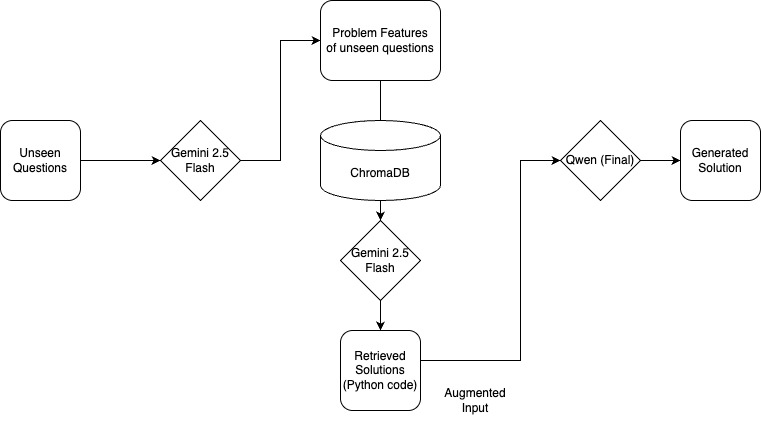 Problem Features
of unseen questions
Unseen
Questions
Gemini 2.5
Flash
ChromaDB
Qwen (Final)
Generated
Solution
Gemini 2.5
Flash
Retrieved
Solutions
(Python code)
Augmented
Input